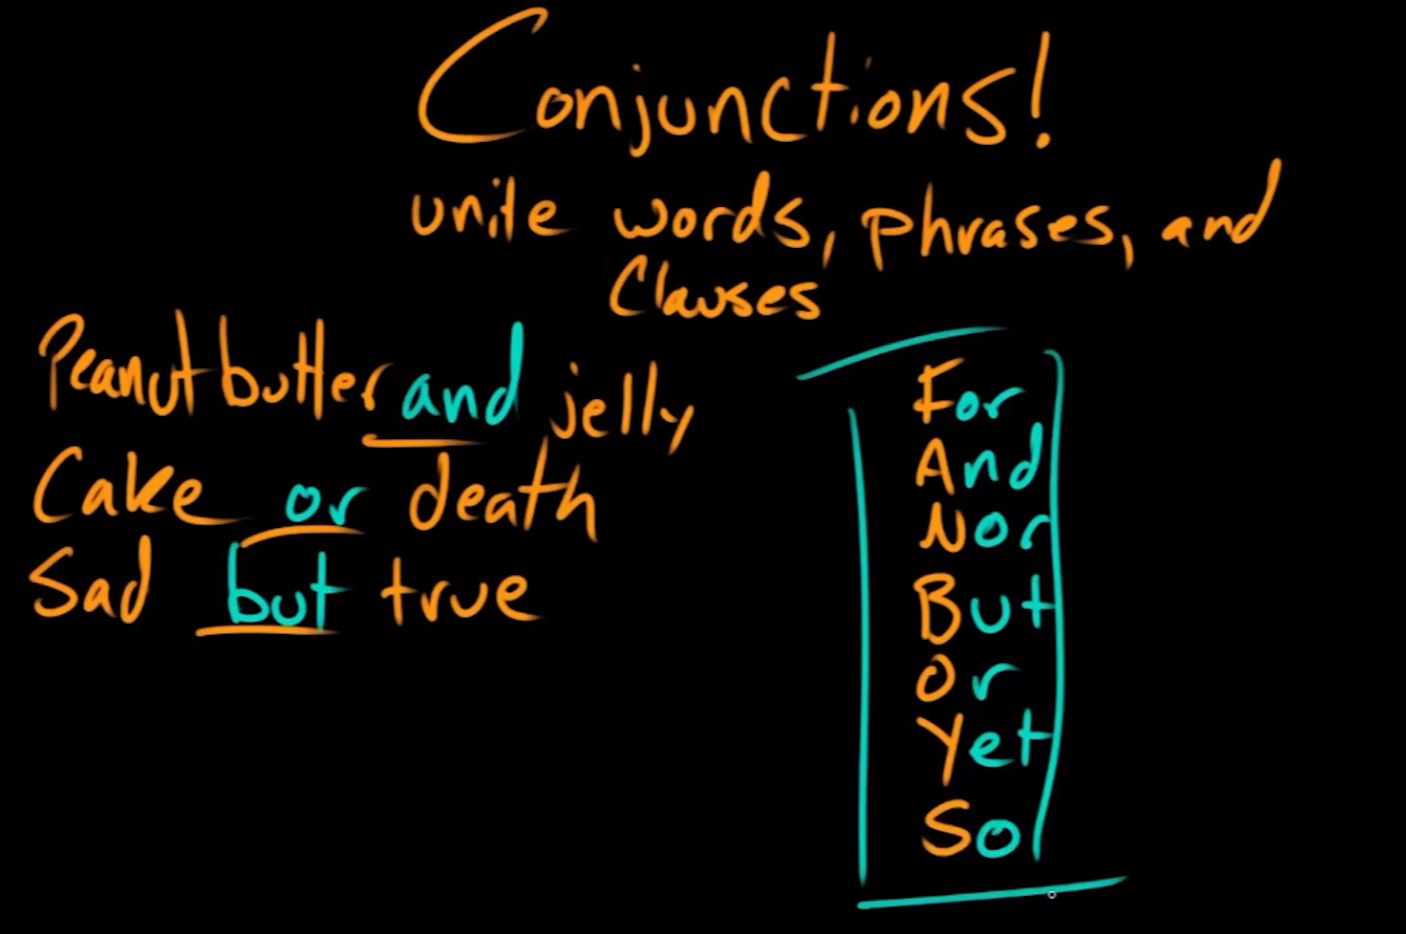 Conjunctions!
unite words, phrases, and
Clauses
Peanut butter and jelly
Cake or death
Sad but true
For
And
Nor
But
Or
Yet
So